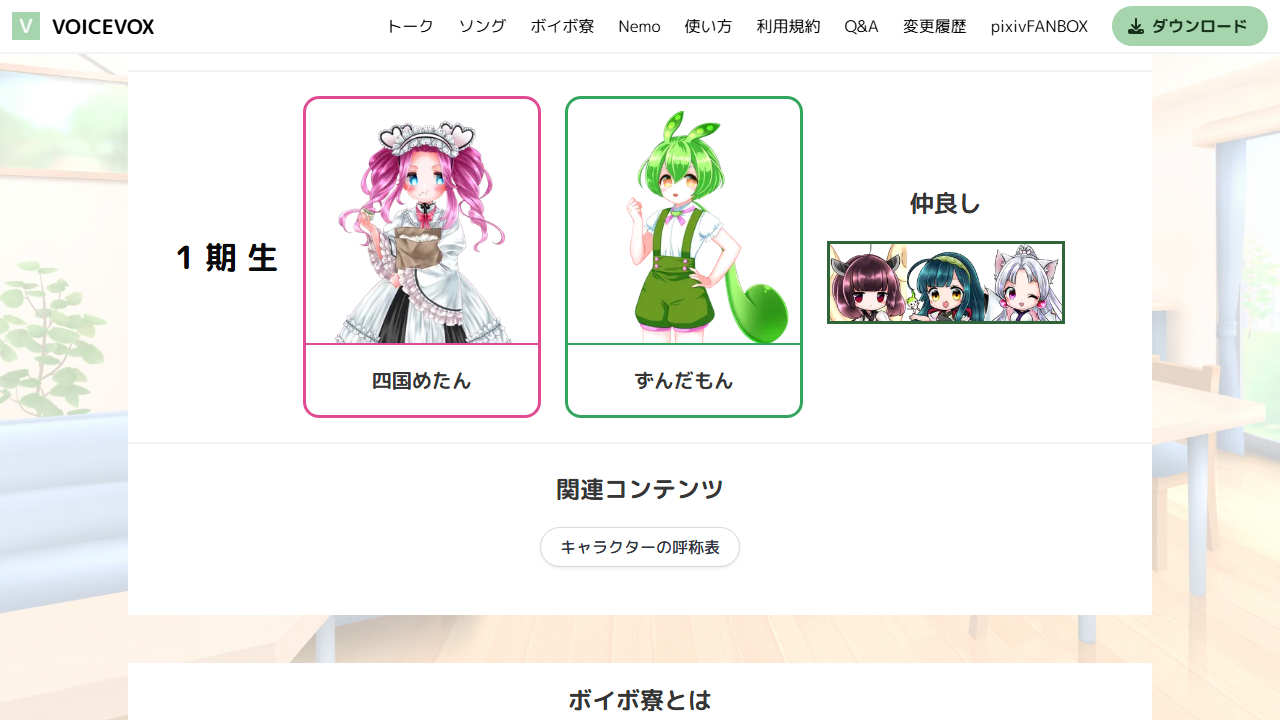 V VOICEVOX
トーク ソング ボイボ寮 Nemo 使い方 利用規約 Q&A 変更履歴 pixivFANBOX ダウンロード
1期生
四国めたん
ずんだもん
仲良し
関連コンテンツ
キャラクターの呼称表
ボイボ寮とは